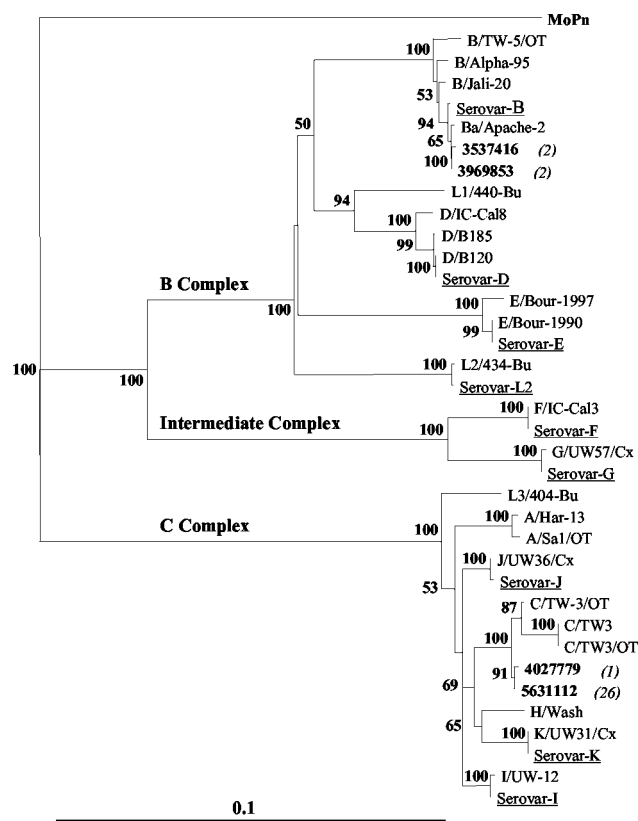 MoPn
B/TW-5/OT
100
B/Alpha-95
B/Jali-20
53
Serovar-B
94
Ba/Apache-2
50
65
3537416 (2)
100
3969853 (2)
94
L1/440-Bu
100
D/IC-Cal8
D/B185
99
D/B120
100
Serovar-D
B Complex
100
E/Bour-1997
100
E/Bour-1990
99
Serovar-E
100
L2/434-Bu
Serovar-L2
100
100
100
F/IC-Cal3
Intermediate Complex
100
Serovar-F
100
G/UW57/Cx
Serovar-G
L3/404-Bu
C Complex
100
100
A/Har-13
A/Sa1/OT
100
J/UW36/Cx
53
Serovar-J
87
C/TW-3/OT
100
C/TW3
100
C/TW3/OT
91
4027779 (1)
69
5631112 (26)
H/Wash
65
100
K/UW31/Cx
Serovar-K
100
I/UW-12
Serovar-I
0.1